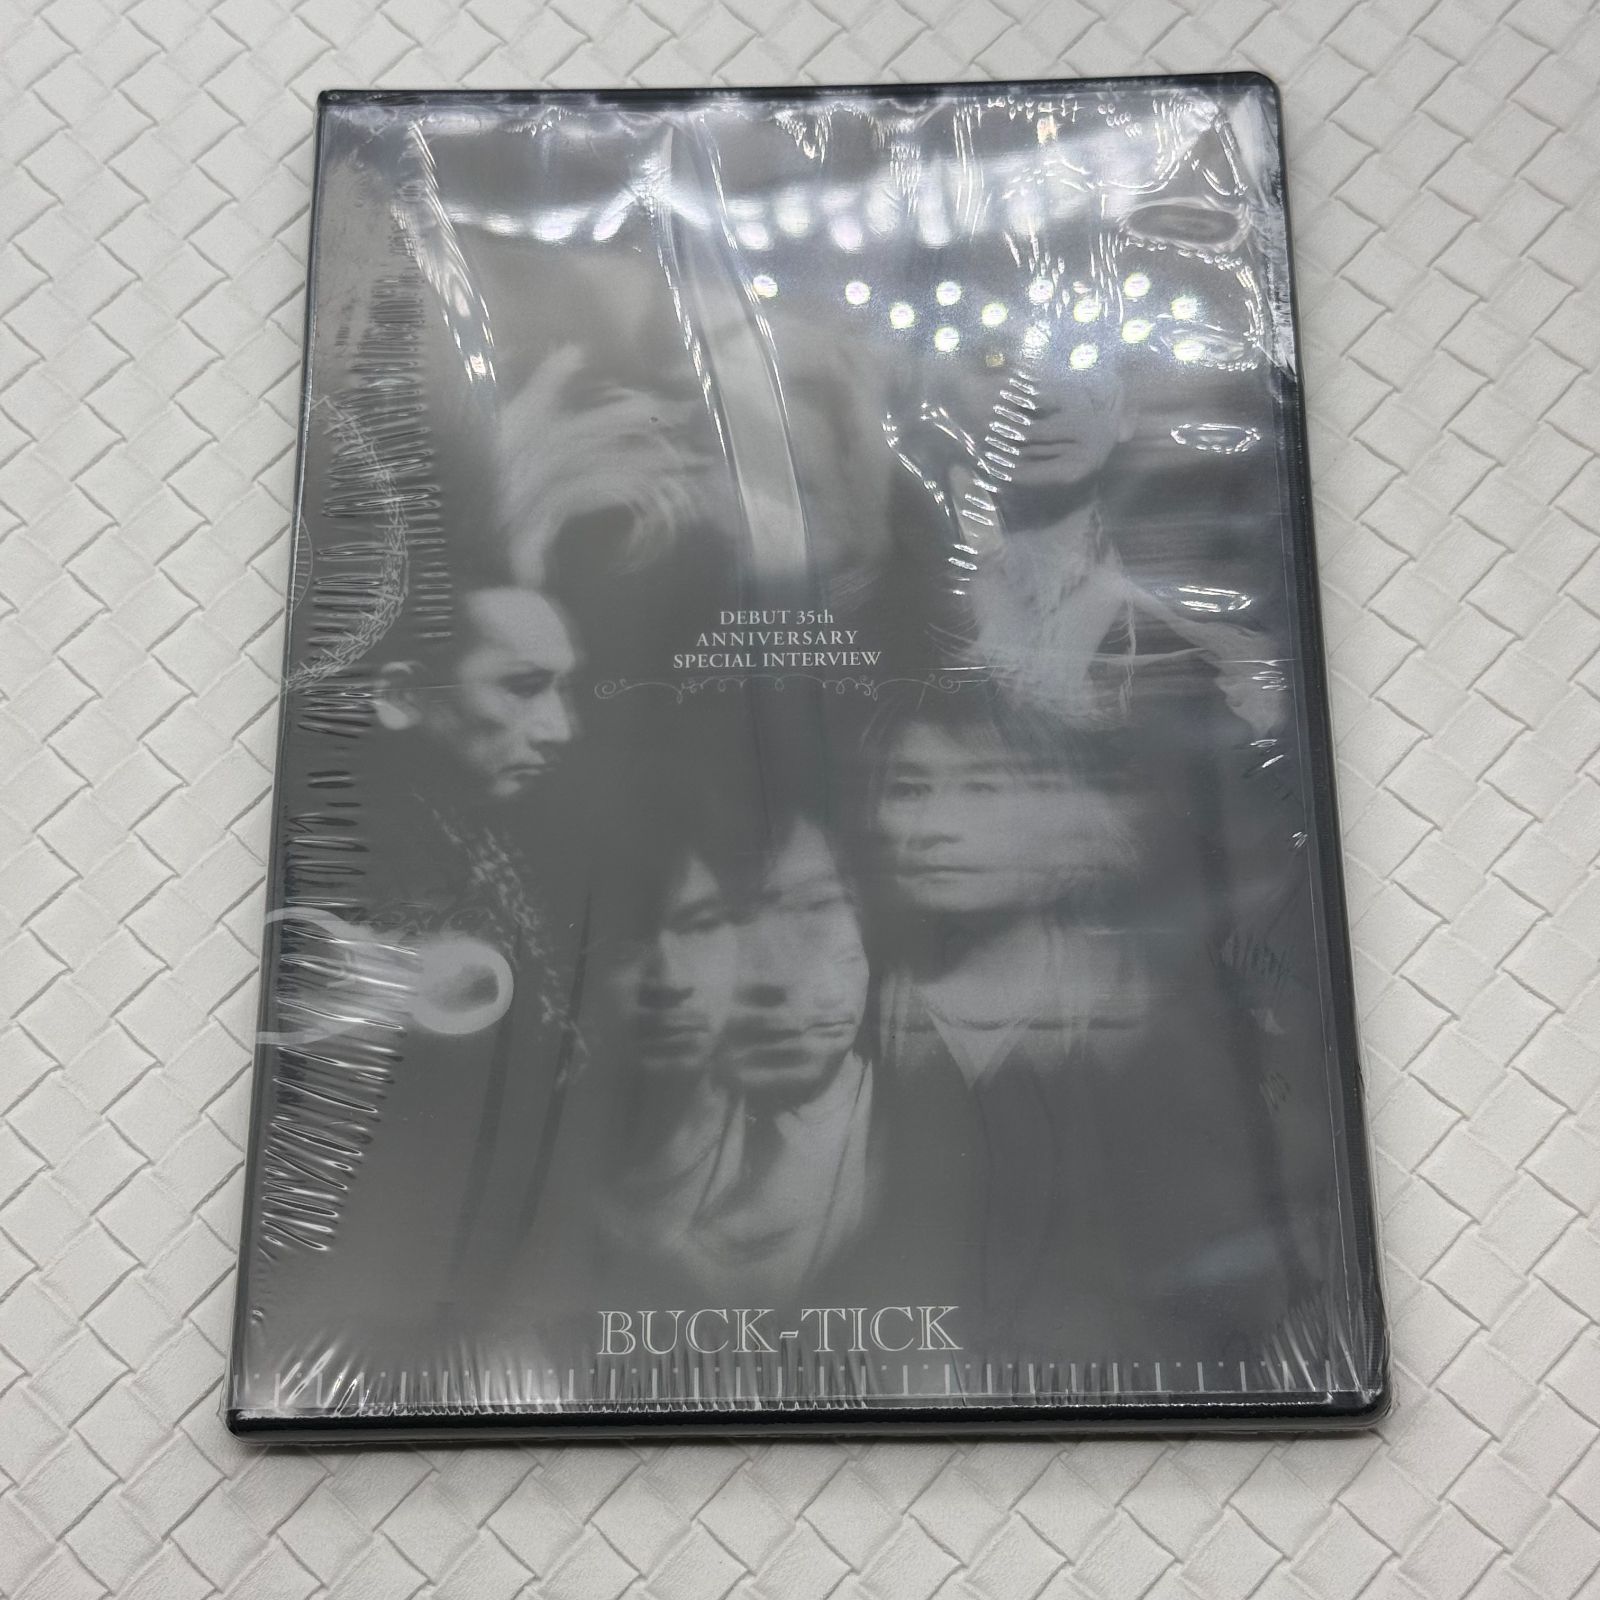 DEBUT 35th
ANNIVERSARY
SPECIAL INTERVIEW
BUCK-TICK